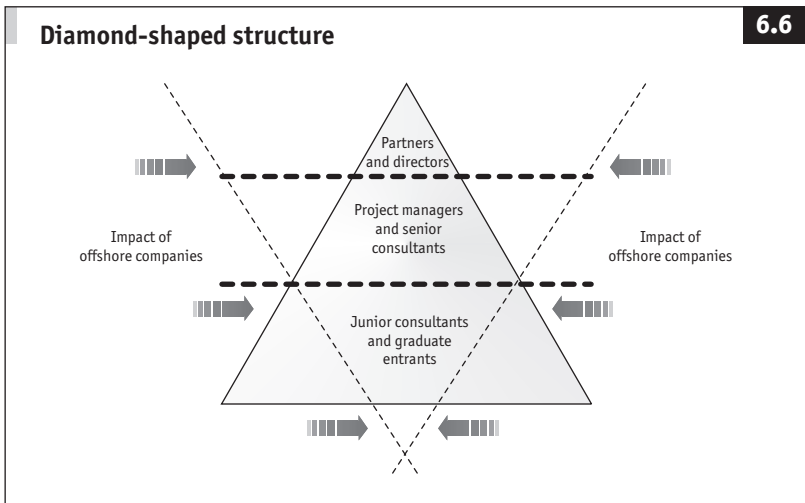 Diamond-shaped structure
6.6
Partners
and directors
Project managers
and senior
consultants
Impact of
offshore companies
Impact of
offshore companies
Junior consultants
and graduate
entrants